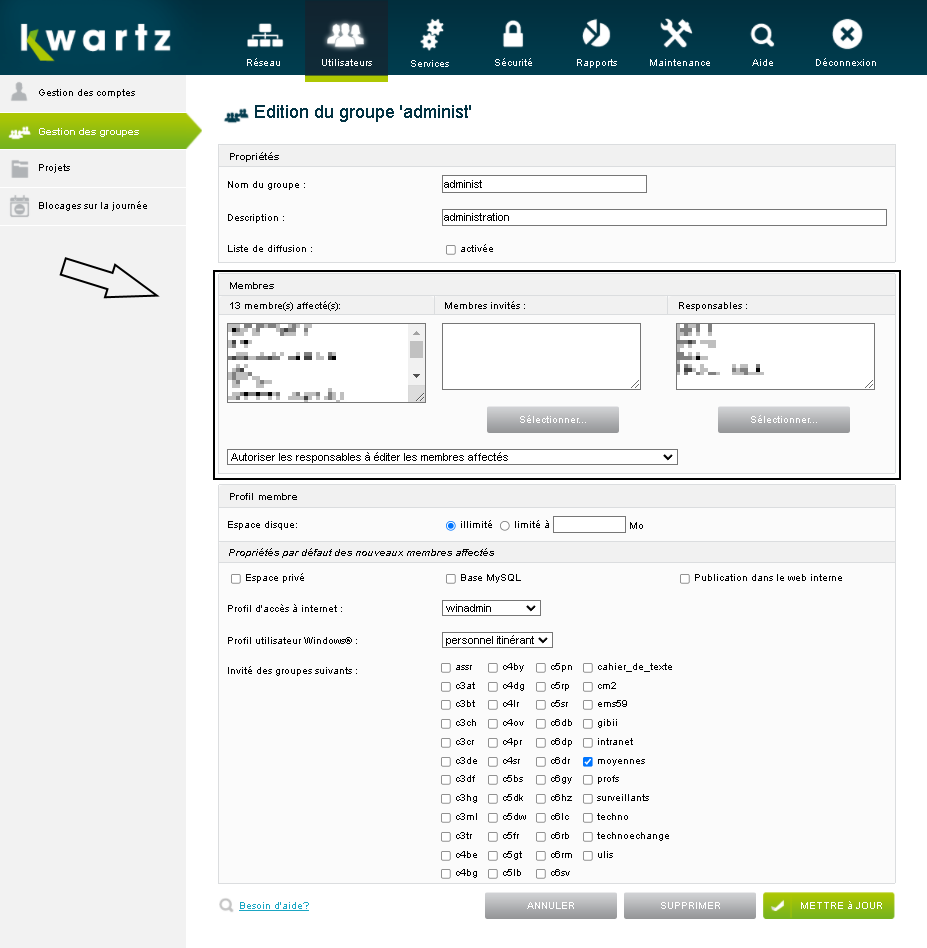 kwartz
Réseau
Utilisateurs
Services
Sécurité
Rapports
Maintenance
Aide
Déconnexion
Gestion des comptes
Gestion des groupes
Projets
Blocages sur la journée
Edition du groupe 'administ'
Propriétés
Nom du groupe : administ
Description : administration
Liste de diffusion : activée
Membres
13 membre(s) affecté(s): Membres invités : Responsables :
Sélectionner... Sélectionner...
Autoriser les responsables à éditer les membres affectés
Profil membre
Espace disque: illimité limité à Mo
Propriétés par défaut des nouveaux membres affectés
Espace privé Base MySQL Publication dans le web interne
Profil d'accès à internet : winadmin
Profil utilisateur Windows® : personnel itinérant
Invité des groupes suivants : assr c4by c5pn cahier_de_texte
c3at c4dg c5rp cm2
c3bt c4lr c5sr ems59
c3ch c4ov c6db gibii
c3cr c4pr c6dp intranet
c3de c4sr c6dr moyennes
c3df c5bs c6gy profs
c3hg c5dk c6hz surveillants
c3ml c5dw c6lc techno
c3tr c5fr c6rb technoechange
c4be c5gt c6rm ulis
c4bg c5lb c6sv
Besoin d'aide?
ANNULER
SUPPRIMER
METTRE à JOUR